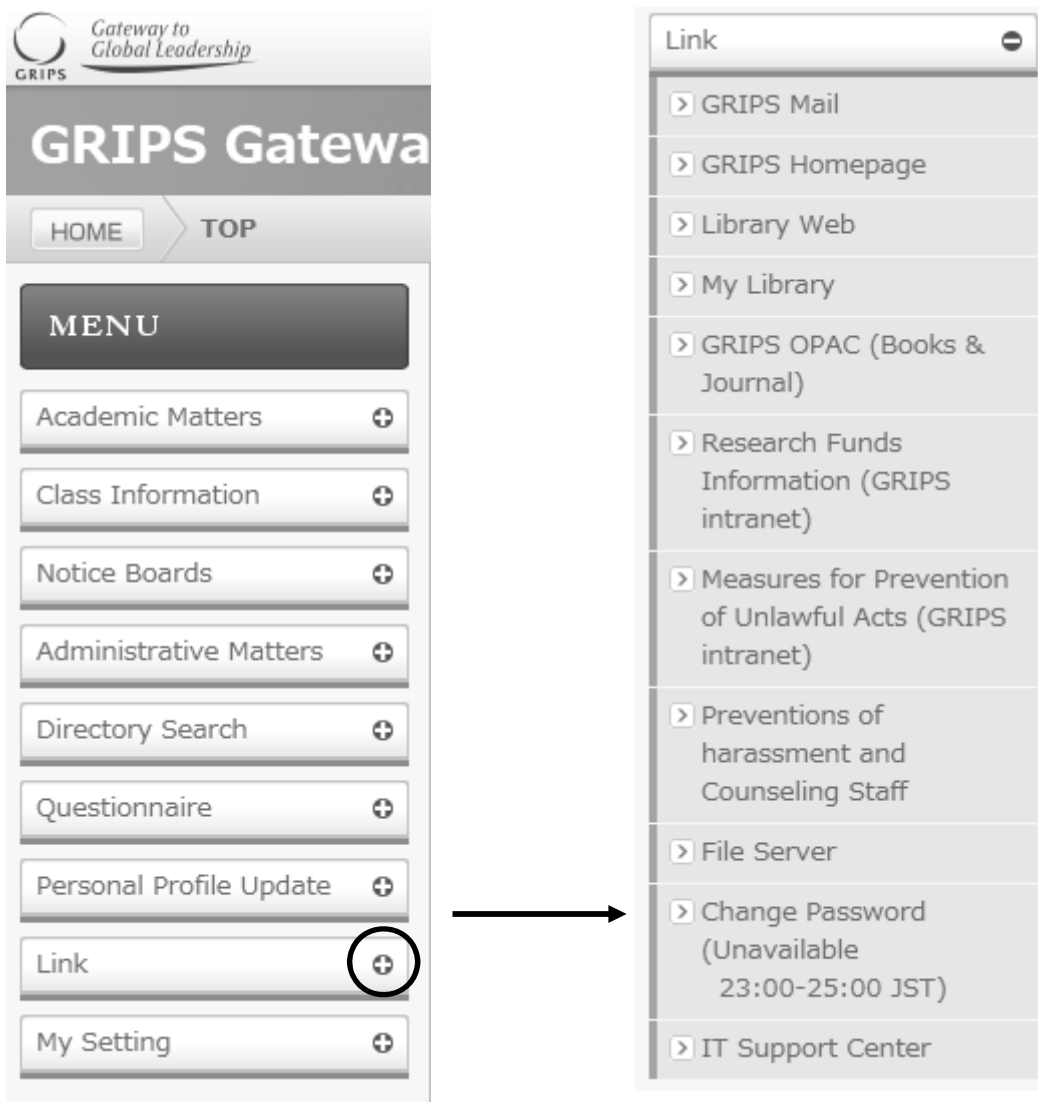 Gateway to
Global Leadership
GRIPS
GRIPS Gatewa
HOME
TOP
MENU
Academic Matters
Class Information
Notice Boards
Administrative Matters
Directory Search
Questionnaire
Personal Profile Update
Link
My Setting
Link
GRIPS Mail
GRIPS Homepage
Library Web
My Library
GRIPS OPAC (Books &
Journal)
Research Funds
Information (GRIPS
intranet)
Measures for Prevention
of Unlawful Acts (GRIPS
intranet)
Preventions of
harassment and
Counseling Staff
File Server
Change Password
(Unavailable
23:00-25:00 JST)
IT Support Center